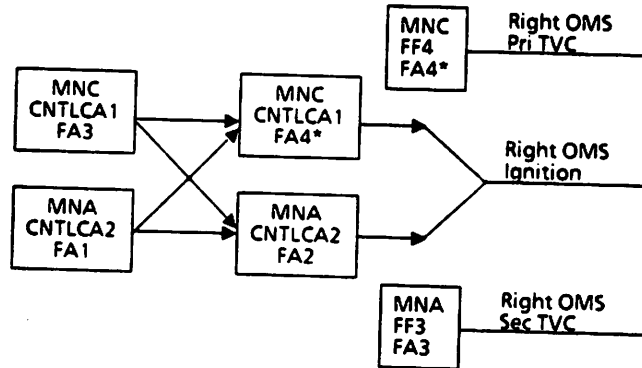 MNC
FF4
FA4*
Right OMS
Pri TVC
MNC
CNTLCA1
FA3
MNC
CNTLCA1
FA4*
Right OMS
Ignition
MNA
CNTLCA2
FA1
MNA
CNTLCA2
FA2
MNA
FF3
FA3
Right OMS
Sec TVC